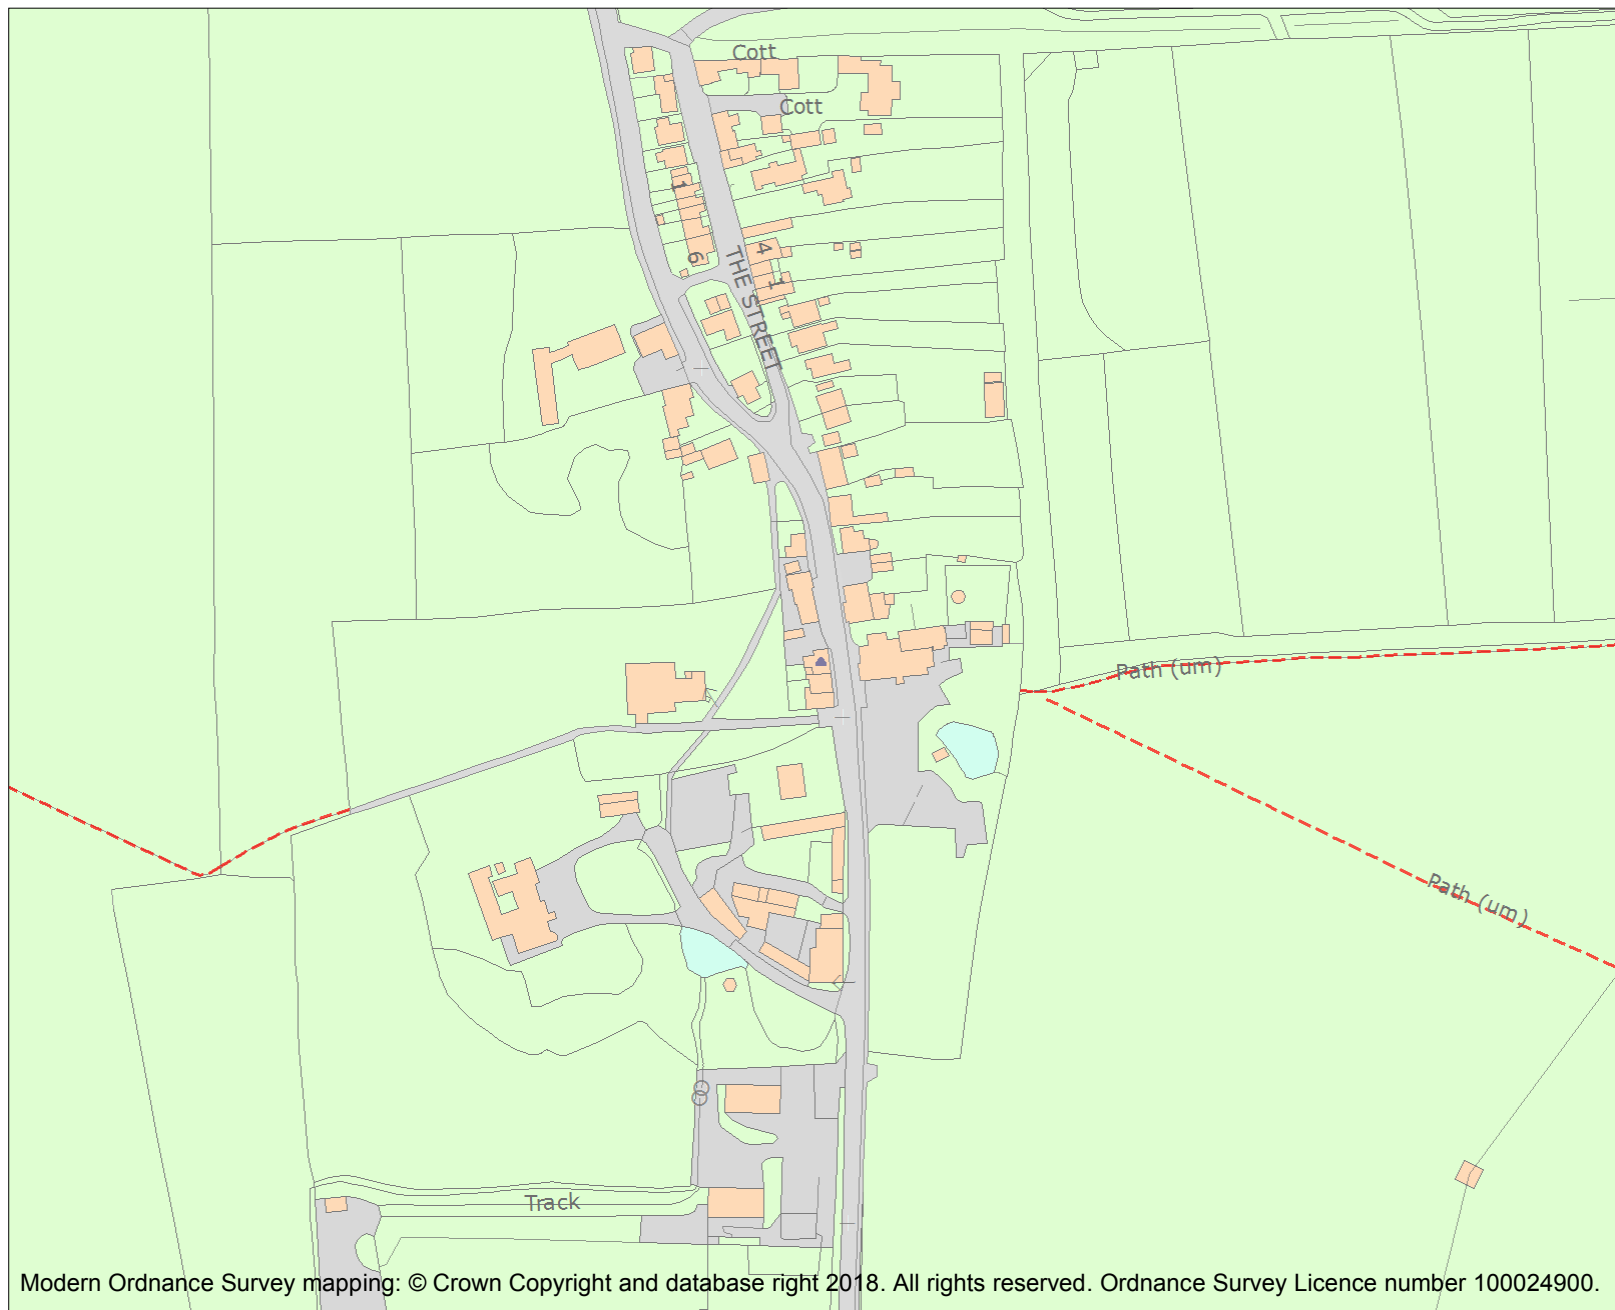 Cott
Cott
1
6
THE STREET
4
1
Path (um)
Path (um)
Track
Modern Ordnance Survey mapping: © Crown Copyright and database right 2018. All rights reserved. Ordnance Survey Licence number 100024900.